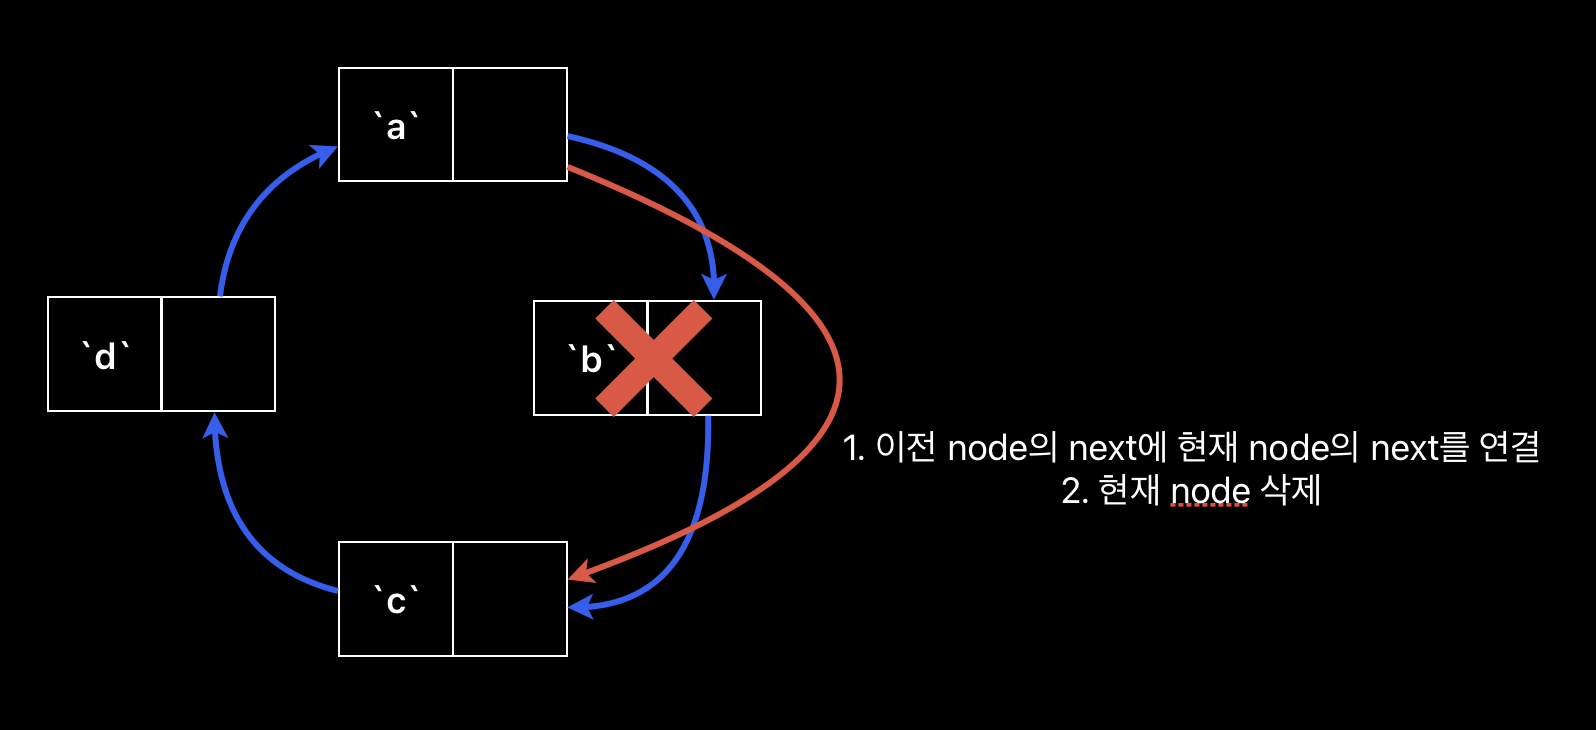 `a`
`d`
`b`
1. 이전 node의 next에 현재 node의 next를 연결
2. 현재 node 삭제
`c`